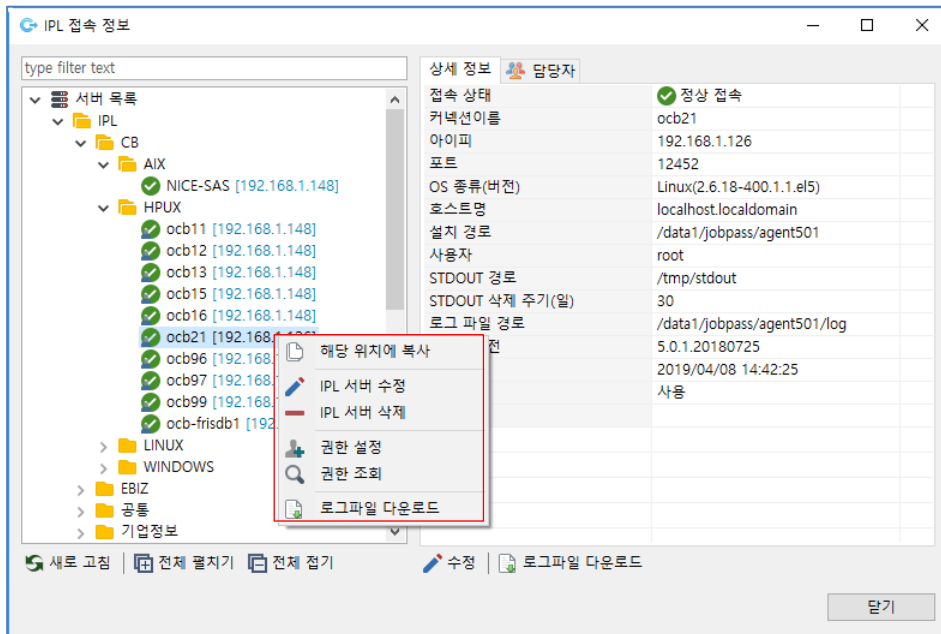 IPL 접속 정보
type filter text
서버 목록
IPL
CB
AIX
NICE-SAS [192.168.1.148]
HPUX
ocb11 [192.168.1.148]
ocb12 [192.168.1.148]
ocb13 [192.168.1.148]
ocb15 [192.168.1.148]
ocb16 [192.168.1.148]
ocb21 [192.168.1.126]
ocb96 [192.168.
ocb97 [192.168.
ocb99 [192.168.
ocb-frisdb1 [192
LINUX
WINDOWS
EBIZ
공통
기업정보
해당 위치에 복사
IPL 서버 수정
IPL 서버 삭제
권한 설정
권한 조회
로그파일 다운로드
새로 고침 전체 펼치기 전체 접기
상세 정보 담당자
접속 상태 정상 접속
커넥션이름 ocb21
아이피 192.168.1.126
포트 12452
OS 종류(버전) Linux(2.6.18-400.1.1.el5)
호스트명 localhost.localdomain
설치 경로 /data1/jobpass/agent501
사용자 root
STDOUT 경로 /tmp/stdout
STDOUT 삭제 주기(일) 30
로그 파일 경로 /data1/jobpass/agent501/log
전 5.0.1.20180725
2019/04/08 14:42:25
사용
수정 로그파일 다운로드
닫기